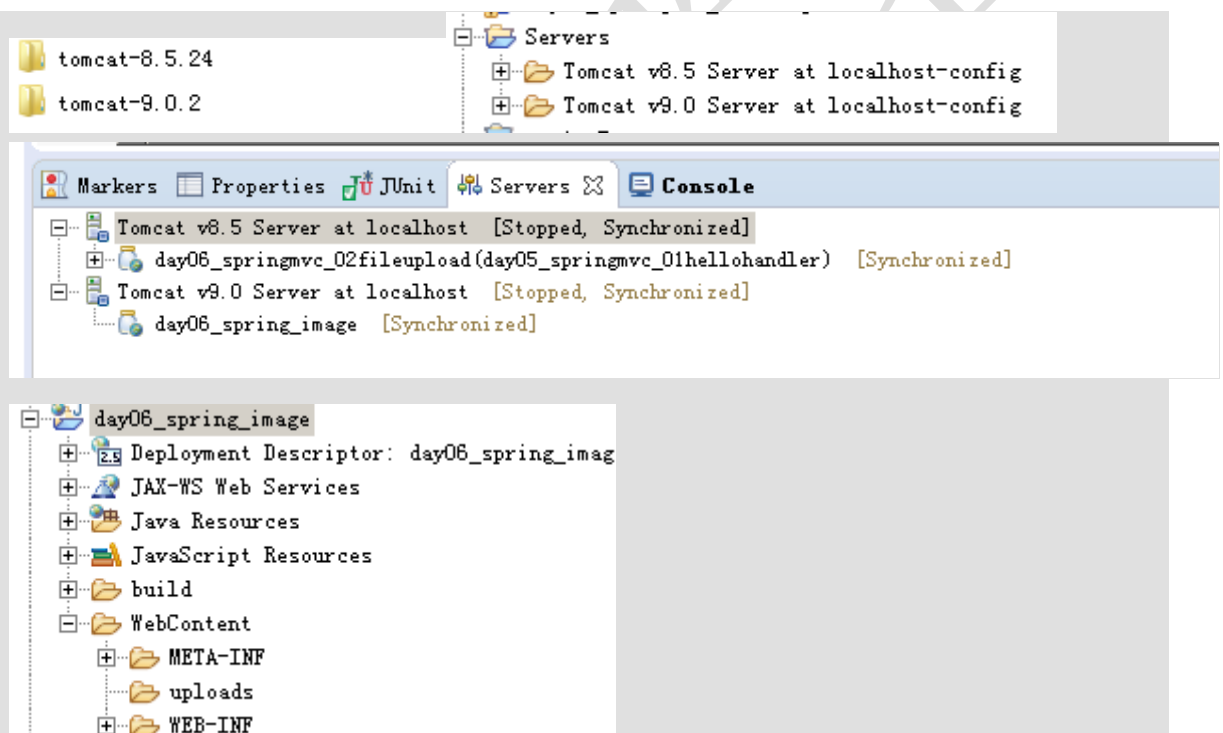 tomcat-8.5.24
tomcat-9.0.2
Servers
Tomcat v8.5 Server at localhost-config
Tomcat v9.0 Server at localhost-config
Markers Properties JUnit Servers Console
Tomcat v8.5 Server at localhost [Stopped, Synchronized]
day06_springmvc_02fileupload(day05_springmvc_01hellohandler) [Synchronized]
Tomcat v9.0 Server at localhost [Stopped, Synchronized]
day06_spring_image [Synchronized]
day06_spring_image
2.5 Deployment Descriptor: day06_spring_imag
JAX-WS Web Services
Java Resources
JavaScript Resources
build
WebContent
META-INF
uploads
WEB-INF